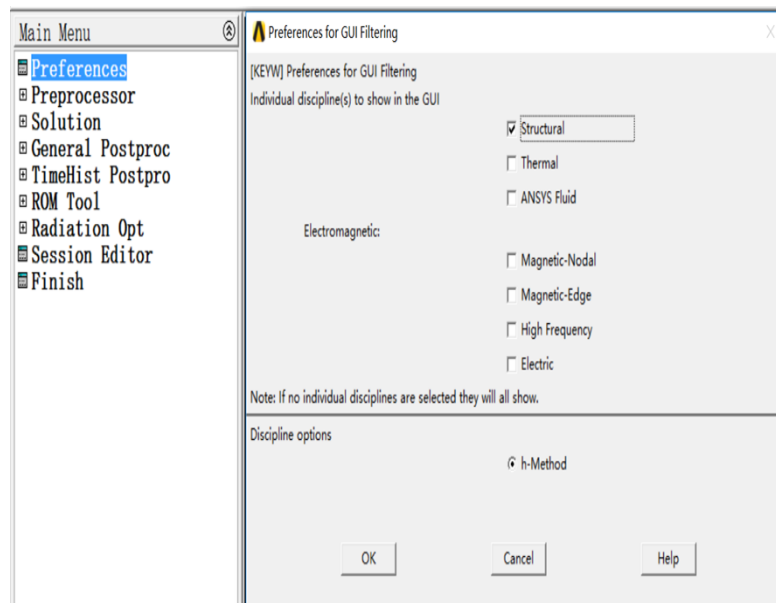 Main Menu
Preferences
Preprocessor
Solution
General Postproc
TimeHist Postpro
ROM Tool
Radiation Opt
Session Editor
Finish
Preferences for GUI Filtering
[KEYW] Preferences for GUI Filtering
Individual discipline(s) to show in the GUI
Structural
Thermal
ANSYS Fluid
Electromagnetic:
Magnetic-Nodal
Magnetic-Edge
High Frequency
Electric
Note: If no individual disciplines are selected they will all show.
Discipline options
h-Method
OK Cancel Help